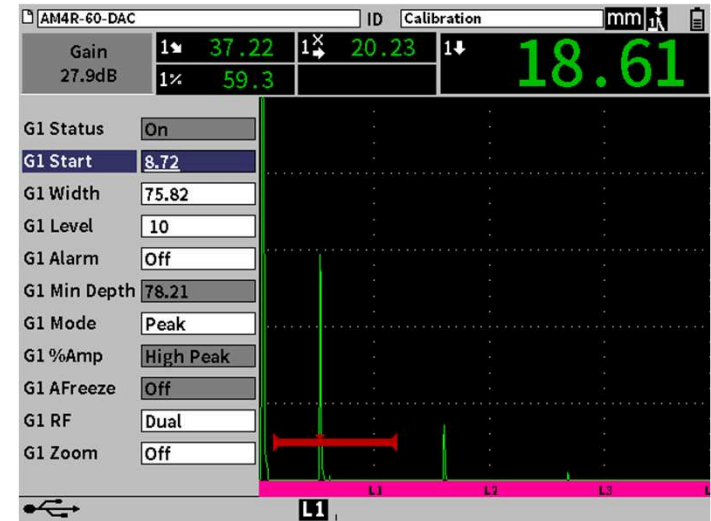 AM4R-60-DAC ID Calibration mm
Gain
27.9dB
1 37.22 1 20.23 1 18.61
1% 59.3
G1 Status On
G1 Start 8.72
G1 Width 75.82
G1 Level 10
G1 Alarm Off
G1 Min Depth 78.21
G1 Mode Peak
G1 %Amp High Peak
G1 AFreeze Off
G1 RF Dual
G1 Zoom Off
L1 L2 L3 L
L1